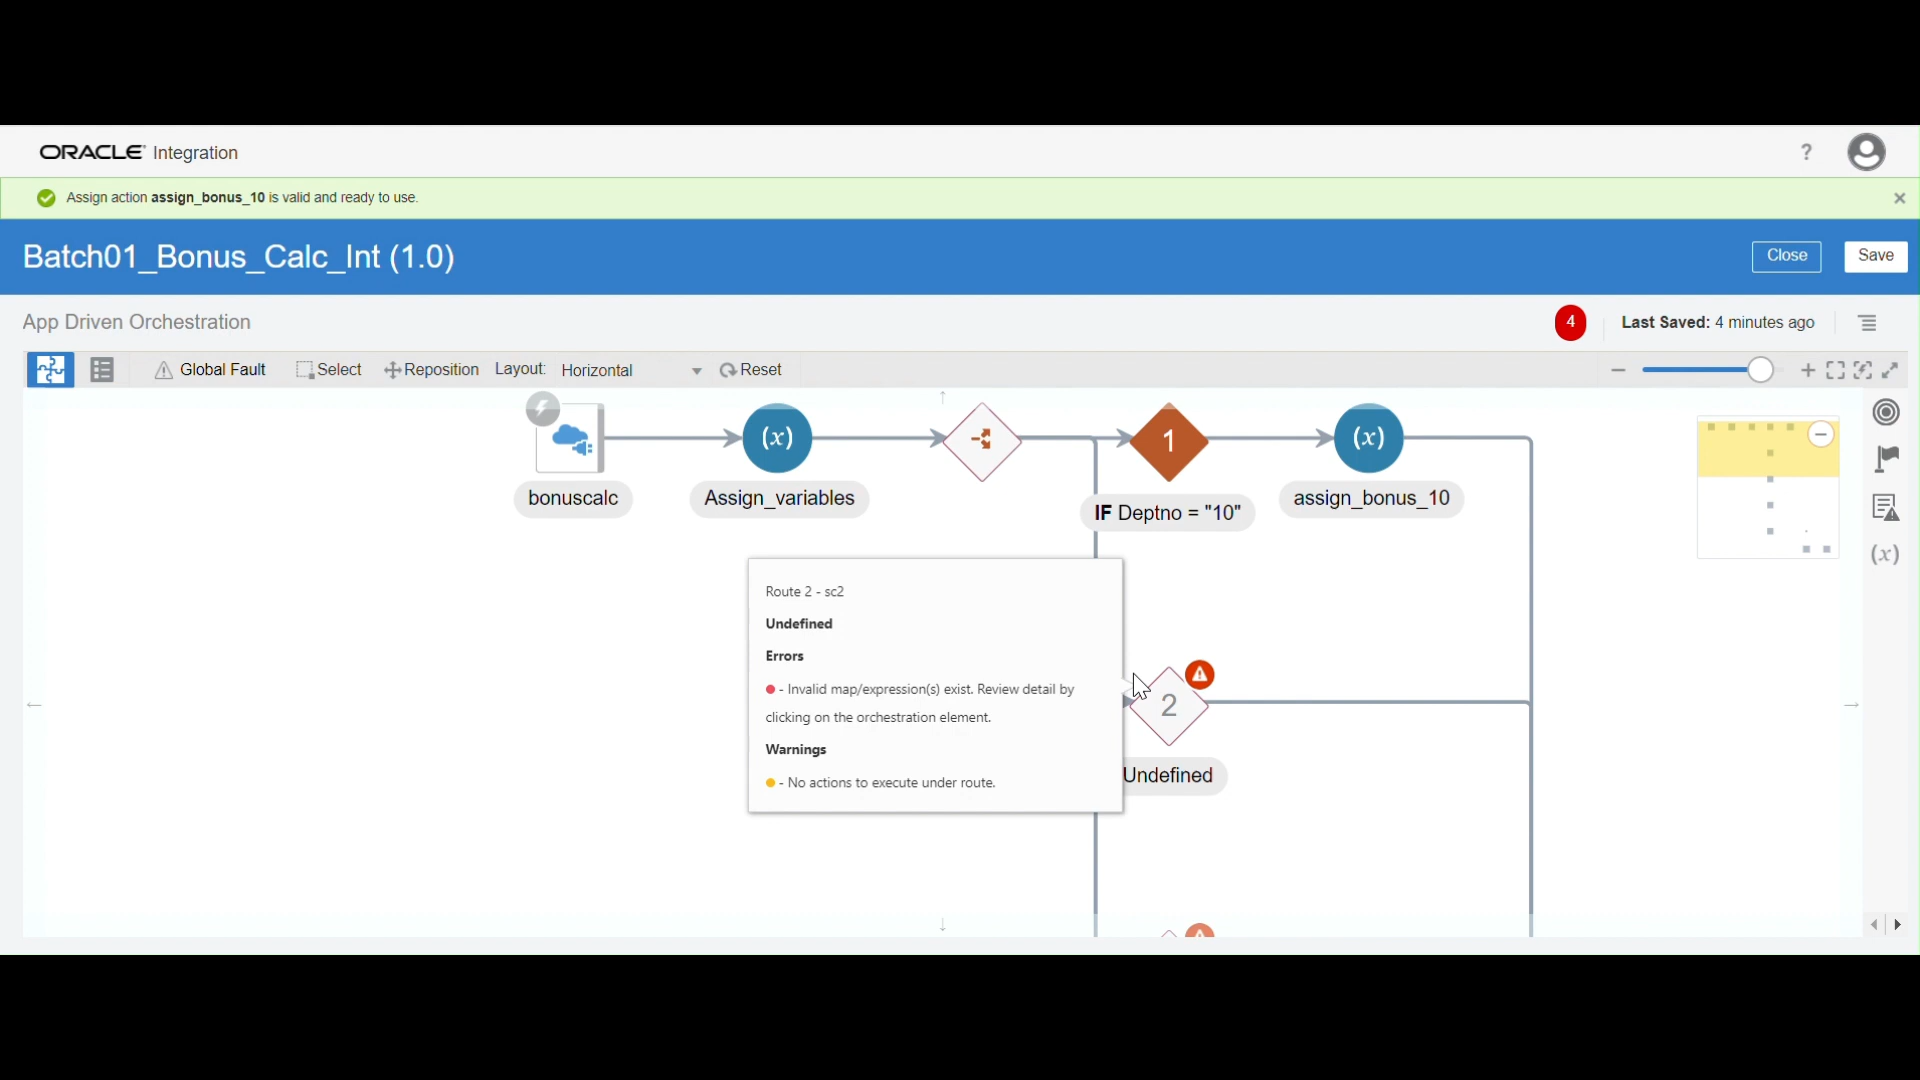 ORACLE Integration
?
Assign action assign_bonus_10 is valid and ready to use.
Batch01_Bonus_Calc_Int (1.0)
Close
Save
App Driven Orchestration
4
Last Saved: 4 minutes ago
Global Fault
Select
Reposition
Layout:
Horizontal
Reset
(x)
1
(x)
bonuscalc
Assign_variables
IF Deptno = "10"
assign_bonus_10
(x)
Route 2 - sc2
Undefined
Errors
- Invalid map/expression(s) exist. Review detail by
clicking on the orchestration element.
Warnings
- No actions to execute under route.
2
Undefined